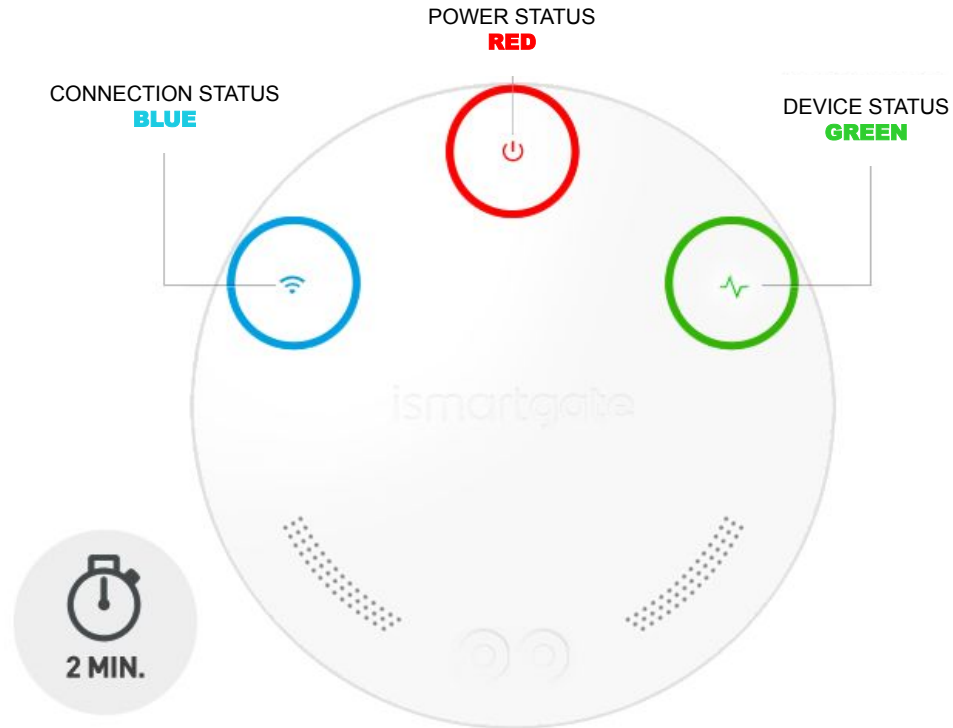 POWER STATUS
RED
CONNECTION STATUS
BLUE
DEVICE STATUS
GREEN
ismartgate
2 MIN.